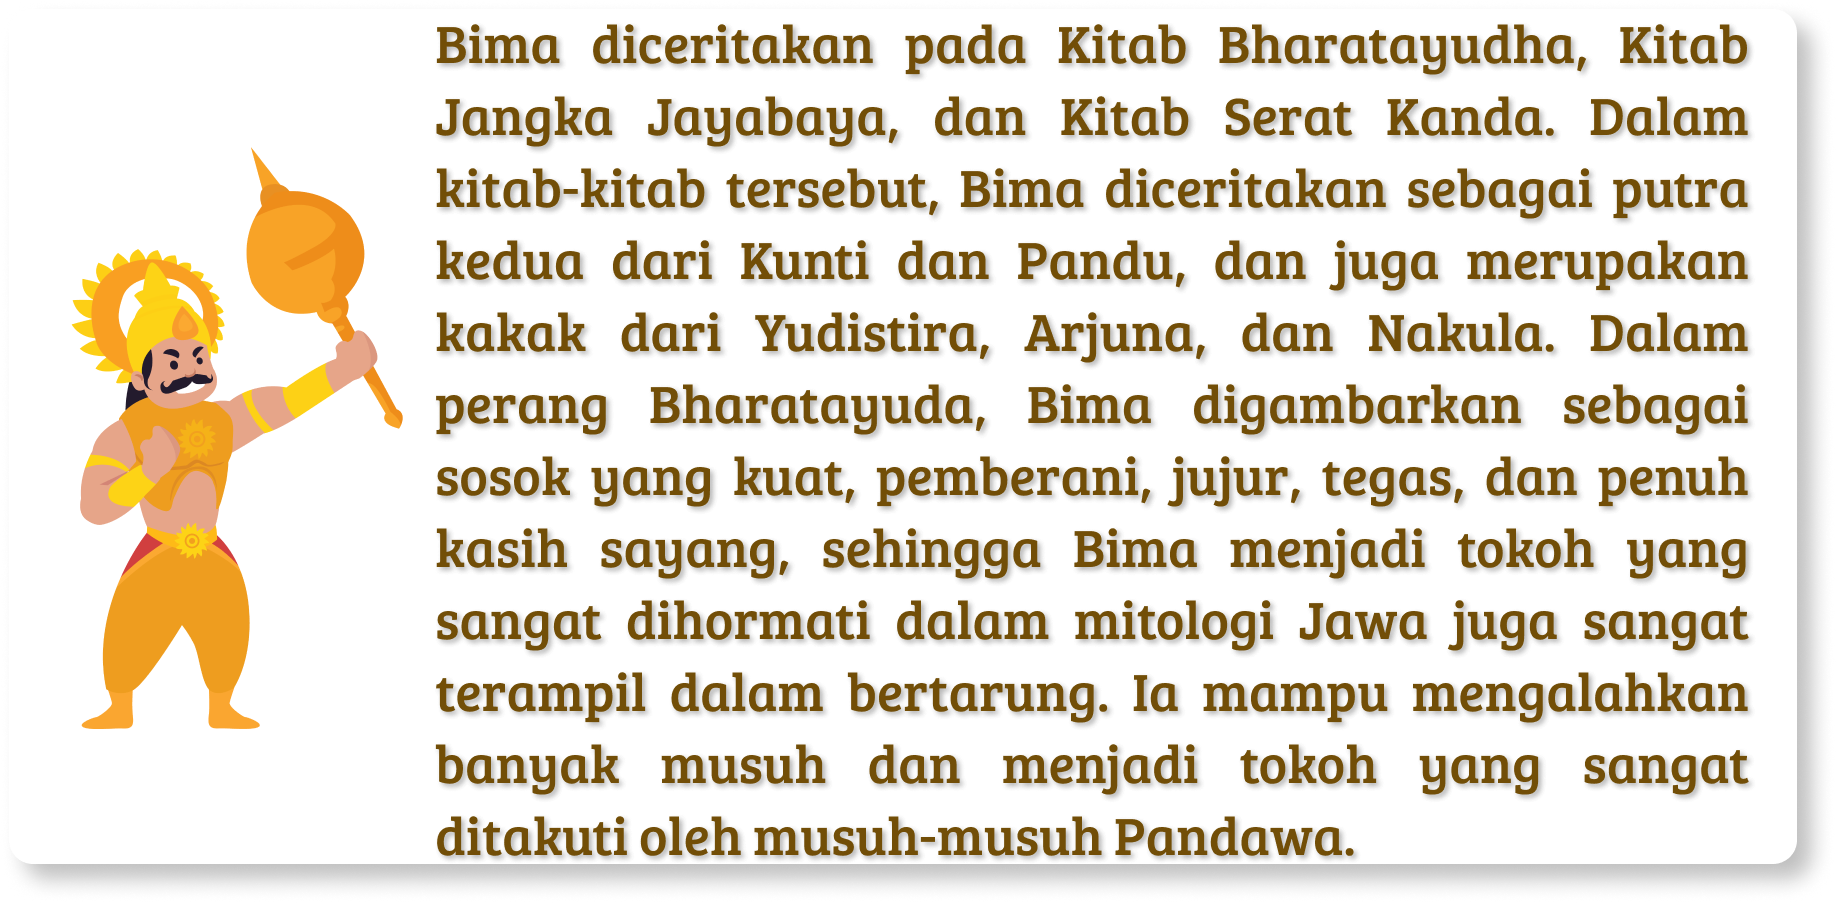 Bima diceritakan pada Kitab Bharatayudha, Kitab
Jangka Jayabaya, dan Kitab Serat Kanda. Dalam
kitab-kitab tersebut, Bima diceritakan sebagai putra
kedua dari Kunti dan Pandu, dan juga merupakan
kakak dari Yudistira, Arjuna, dan Nakula. Dalam
perang Bharatayuda, Bima digambarkan sebagai
sosok yang kuat, pemberani, jujur, tegas, dan penuh
kasih sayang, sehingga Bima menjadi tokoh yang
sangat dihormati dalam mitologi Jawa juga sangat
terampil dalam bertarung. Ia mampu mengalahkan
banyak musuh dan menjadi tokoh yang sangat
ditakuti oleh musuh-musuh Pandawa.